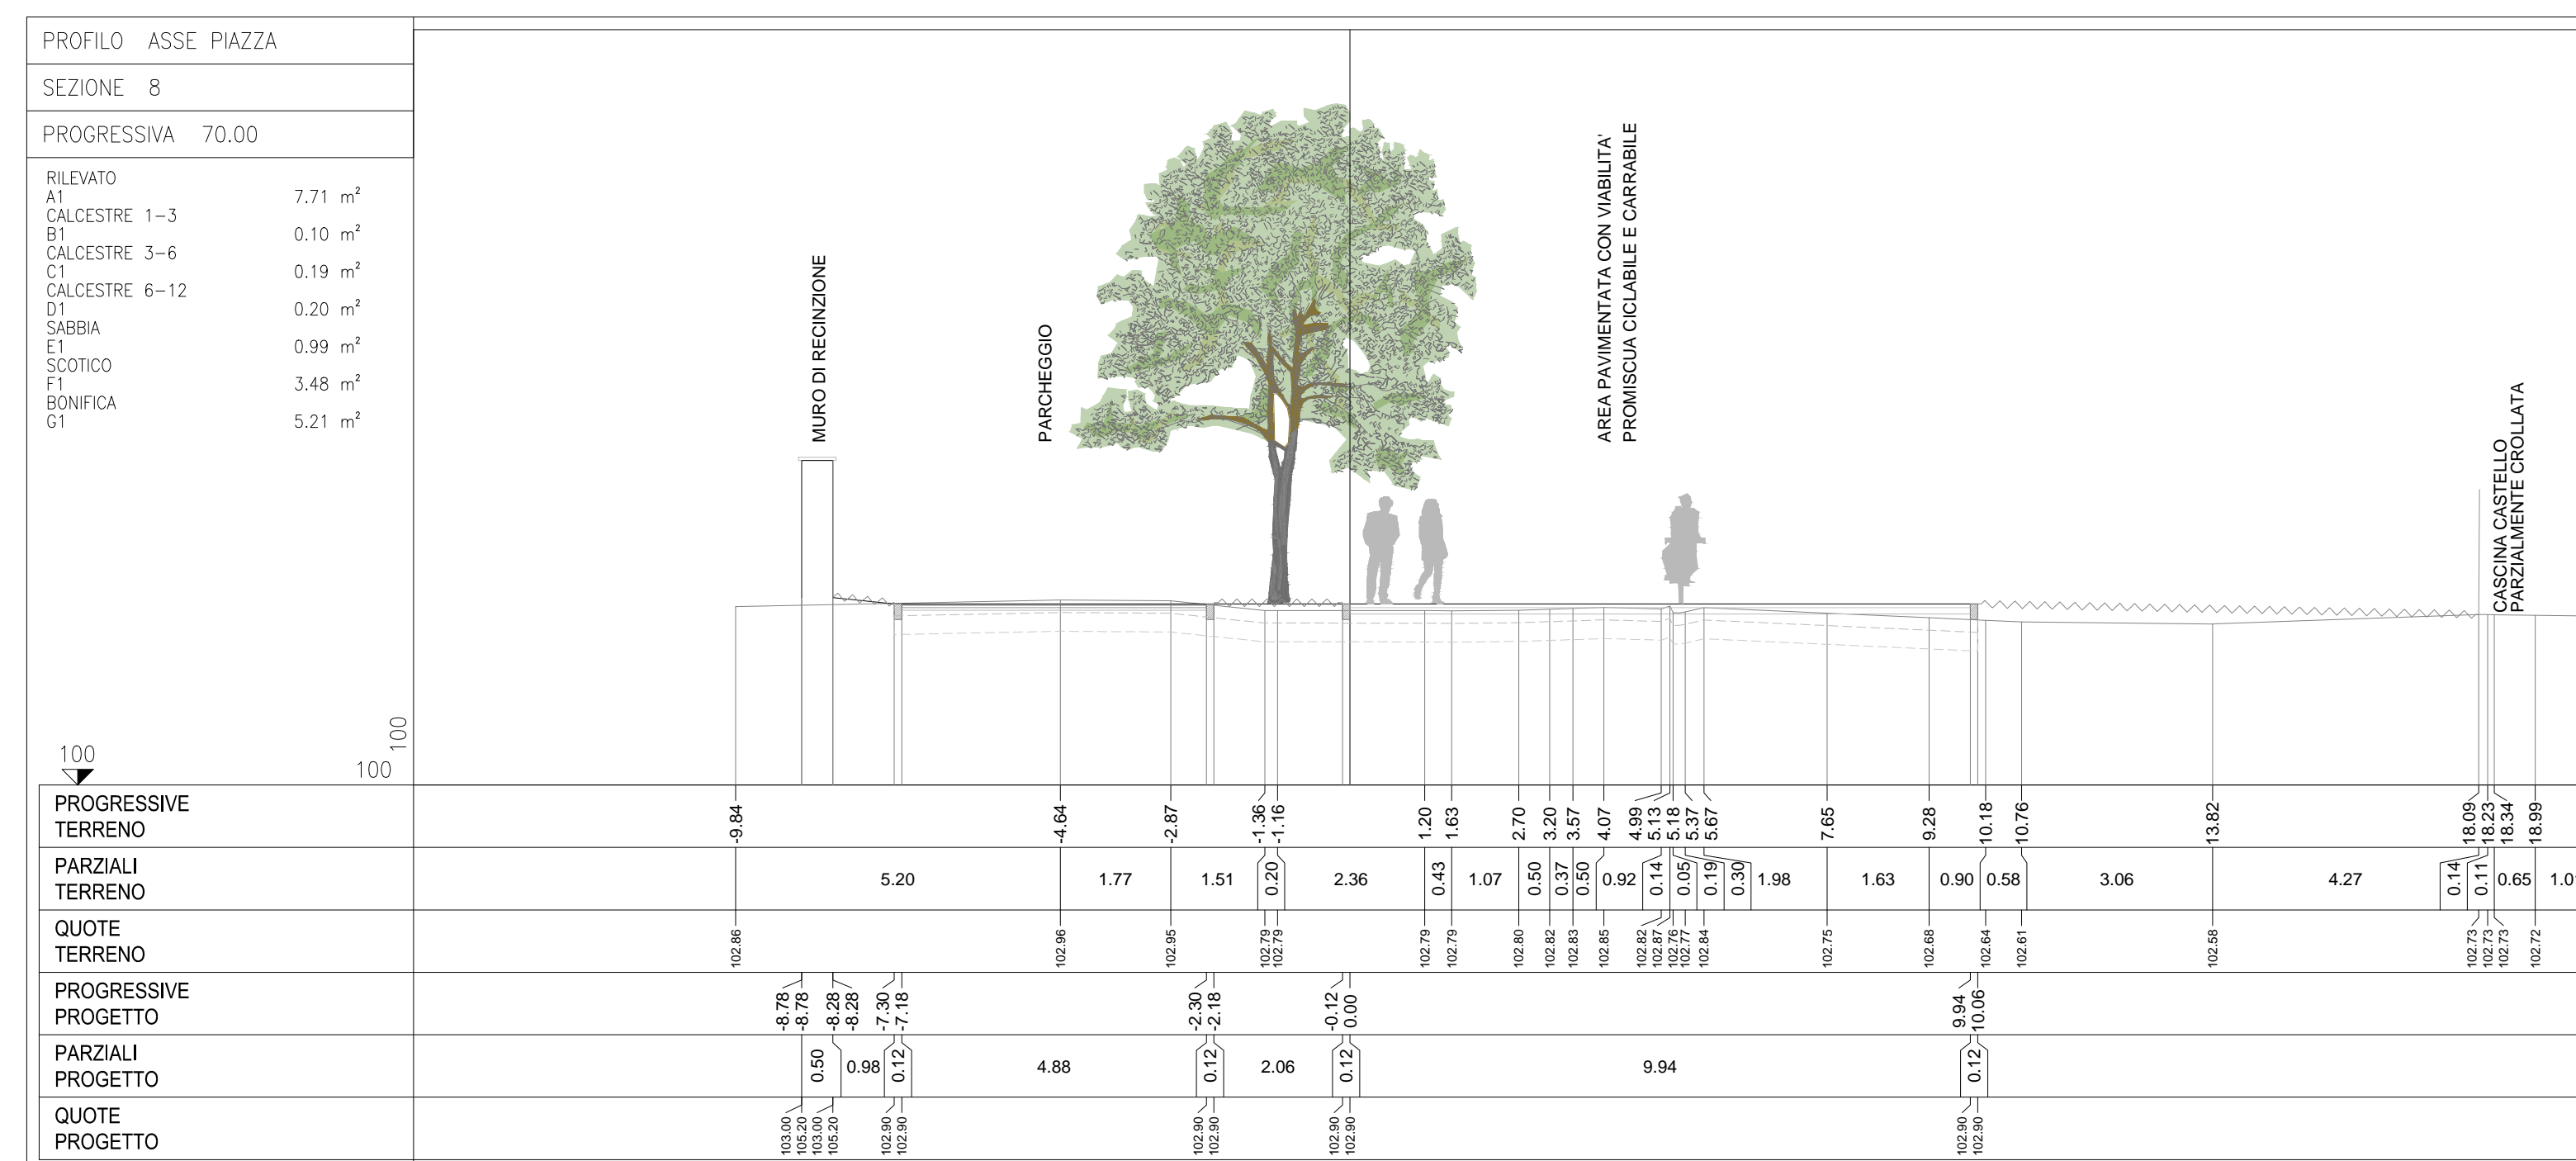 PROFILO ASSE PIAZZA
SEZIONE 8
PROGRESSIVA 70.00
RILEVATO
A1 7.71 m²
CALCESTRE 1-3
B1 0.10 m²
CALCESTRE 3-6
C1 0.19 m²
CALCESTRE 6-12
D1 0.20 m²
SABBIA
E1 0.99 m²
SCOTICO
F1 3.48 m²
BONIFICA
G1 5.21 m²
MURO DI RECINZIONE
PARCHEGGIO
AREA PAVIMENTATA CON VIABILITA'
PROMISCUA CICLABILE E CARRABILE
CASCINA CASTELLO
PARZIALMENTE CROLLATA
100
100
100
PROGRESSIVE
TERRENO
-9.84 -4.64 -2.87 -1.36 -1.16 1.20 1.63 2.70 3.20 3.57 4.07 4.99 5.13 5.18 5.37 5.67 7.65 9.28 10.18 10.76 13.82 18.09 18.23 18.34 18.99
PARZIALI
TERRENO
5.20 1.77 1.51 0.20 2.36 0.43 1.07 0.50 0.37 0.50 0.92 0.14 0.05 0.19 0.30 1.98 1.63 0.90 0.58 3.06 4.27 0.14 0.11 0.65
QUOTE
TERRENO
102.86 102.96 102.95 102.79 102.79 102.79 102.79 102.80 102.82 102.83 102.85 102.82 102.87 102.76 102.77 102.84 102.75 102.68 102.64 102.61 102.58 102.73 102.73 102.73 102.72
PROGRESSIVE
PROGETTO
-8.78 -8.78 -8.28 -8.28 -7.30 -7.18 -2.30 -2.18 -0.12 0.00 9.94 10.06
PARZIALI
PROGETTO
0.50 0.98 0.12 4.88 0.12 2.06 0.12 9.94 0.12
QUOTE
PROGETTO
103.00 105.20 103.00 105.20 102.90 102.90 102.90 102.90 102.90 102.90 102.90 102.90